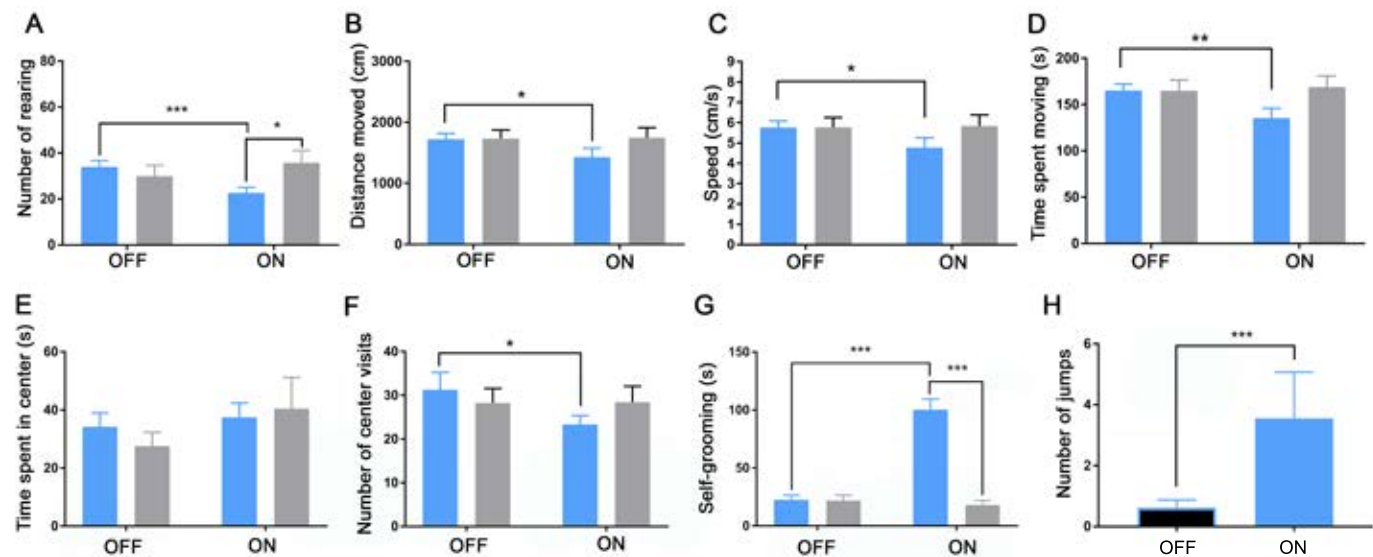 A
Number of rearing
80
60
40
20
0
***
*
OFF ON
B
Distance moved (cm)
3000
2000
1000
0
*
OFF ON
C
Speed (cm/s)
9
8
7
6
5
4
3
2
1
0
*
OFF ON
D
Time spent moving (s)
200
150
100
50
0
**
OFF ON
E
Time spent in center (s)
60
40
20
0
OFF ON
F
Number of center visits
40
30
20
10
0
*
OFF ON
G
Self-grooming (s)
150
100
50
0
***
***
OFF ON
H
Number of jumps
6
4
2
0
***
OFF ON